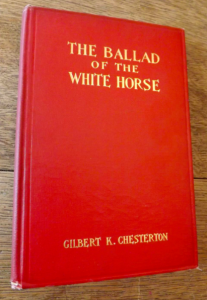 THE BALLAD
OF THE
WHITE HORSE
GILBERT K. CHESTERTON